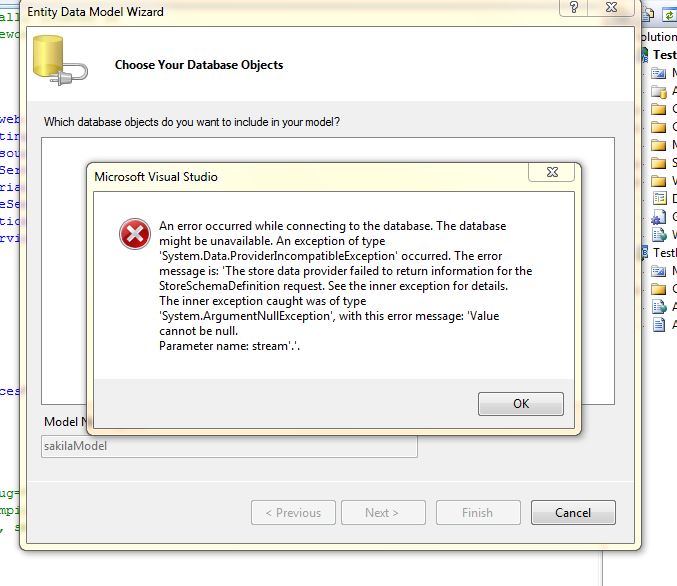 Entity Data Model Wizard
Choose Your Database Objects
Which database objects do you want to include in your model?
Microsoft Visual Studio
An error occurred while connecting to the database. The database
might be unavailable. An exception of type
'System.Data.ProviderIncompatibleException' occurred. The error
message is: 'The store data provider failed to return information for the
StoreSchemaDefinition request. See the inner exception for details.
The inner exception caught was of type
'System.ArgumentNullException', with this error message: 'Value
cannot be null.
Parameter name: stream'.'.
OK
Model N
sakilaModel
< Previous
Next >
Finish
Cancel